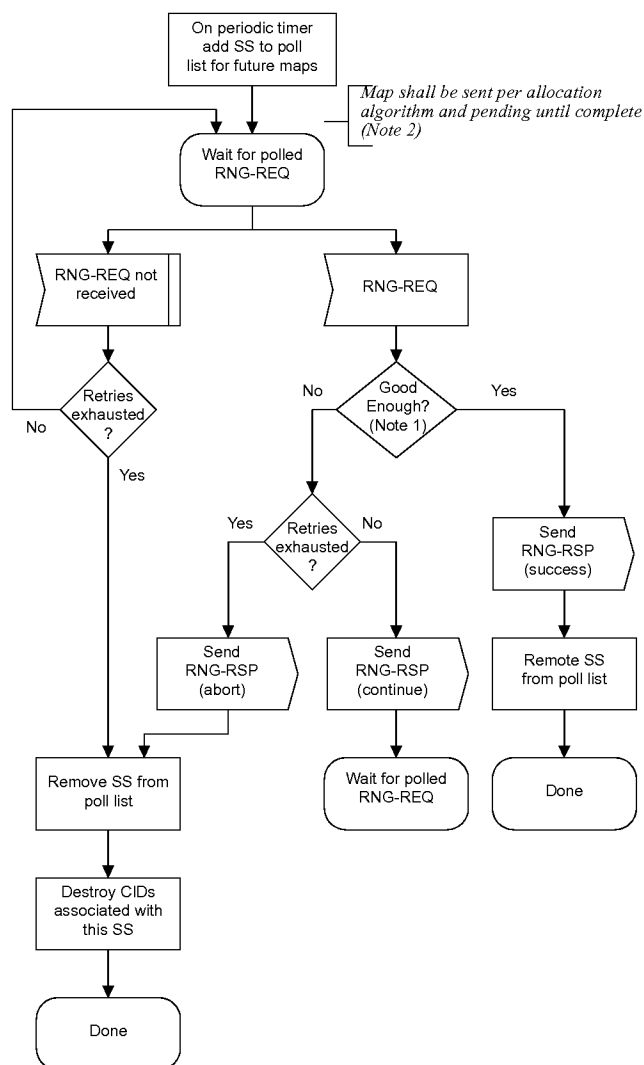 On periodic timer
add SS to poll
list for future maps
Map shall be sent per allocation
algorithm and pending until complete
(Note 2)
Wait for polled
RNG-REQ
RNG-REQ not
received
RNG-REQ
Retries
exhausted
?
No
Yes
Good
Enough?
(Note 1)
No
Yes
Retries
exhausted
?
Yes
No
Send
RNG-RSP
(success)
Send
RNG-RSP
(abort)
Send
RNG-RSP
(continue)
Remote SS
from poll list
Remove SS from
poll list
Wait for polled
RNG-REQ
Done
Destroy CIDs
associated with
this SS
Done